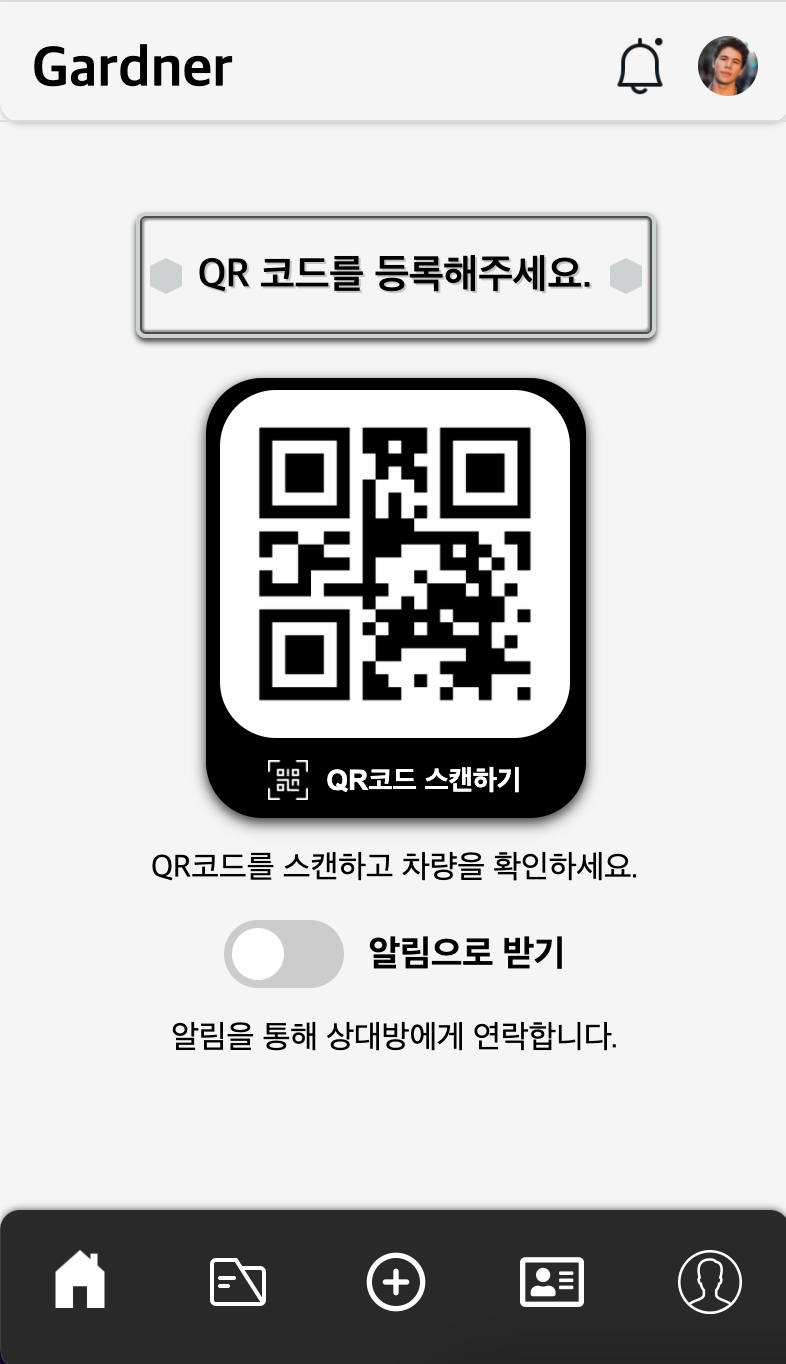 Gardner
QR 코드를 등록해주세요.
QR코드 스캔하기
QR코드를 스캔하고 차량을 확인하세요.
알림으로 받기
알림을 통해 상대방에게 연락합니다.